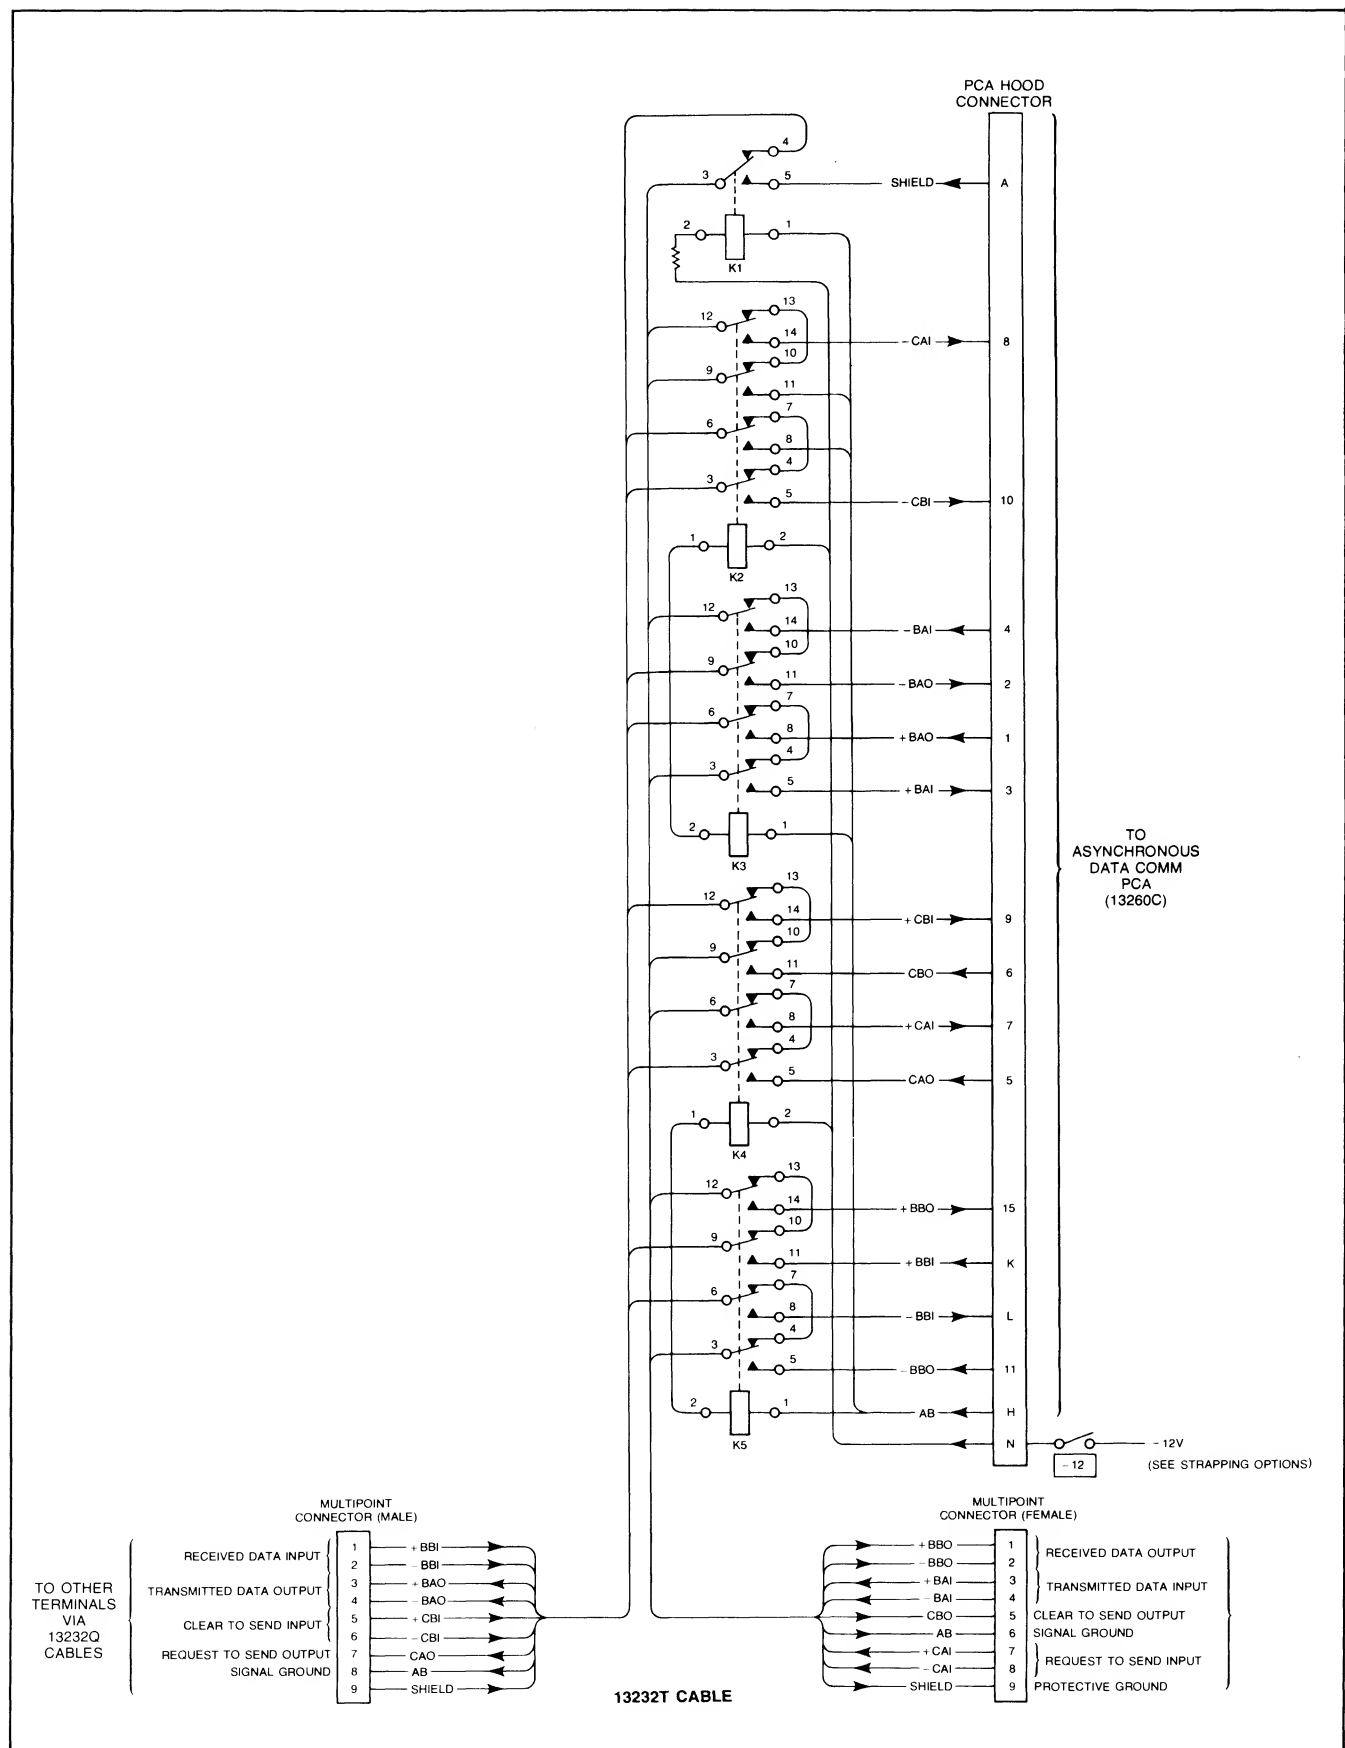 PCA HOOD
CONNECTOR
4
3
5
SHIELD
A
2
1
K1
13
12
14
- CAI
8
10
9
11
7
6
8
4
3
5
- CBI
10
1
2
K2
13
12
14
- BAI
4
10
9
11
- BAO
2
7
6
8
+ BAO
1
4
3
5
+ BAI
3
2
1
K3
13
12
14
+ CBI
9
10
9
11
CBO
6
7
6
8
+ CAI
7
4
3
5
CAO
5
1
2
K4
13
12
14
+ BBO
15
10
9
11
+ BBI
K
7
6
8
- BBI
L
4
3
5
- BBO
11
2
1
AB
H
K5
N
- 12V
- 12
(SEE STRAPPING OPTIONS)
TO
ASYNCHRONOUS
DATA COMM
PCA
(13260C)
MULTIPOINT
CONNECTOR (MALE)
TO OTHER
TERMINALS
VIA
13232Q
CABLES
RECEIVED DATA INPUT
1 + BBI
2 - BBI
TRANSMITTED DATA OUTPUT
3 + BAO
4 - BAO
CLEAR TO SEND INPUT
5 + CBI
6 - CBI
REQUEST TO SEND OUTPUT 7 CAO
SIGNAL GROUND 8 AB
9 SHIELD
13232T CABLE
MULTIPOINT
CONNECTOR (FEMALE)
+ BBO 1
- BBO 2
RECEIVED DATA OUTPUT
+ BAI 3
- BAI 4
TRANSMITTED DATA INPUT
CBO 5 CLEAR TO SEND OUTPUT
AB 6 SIGNAL GROUND
+ CAI 7
- CAI 8
REQUEST TO SEND INPUT
SHIELD 9 PROTECTIVE GROUND